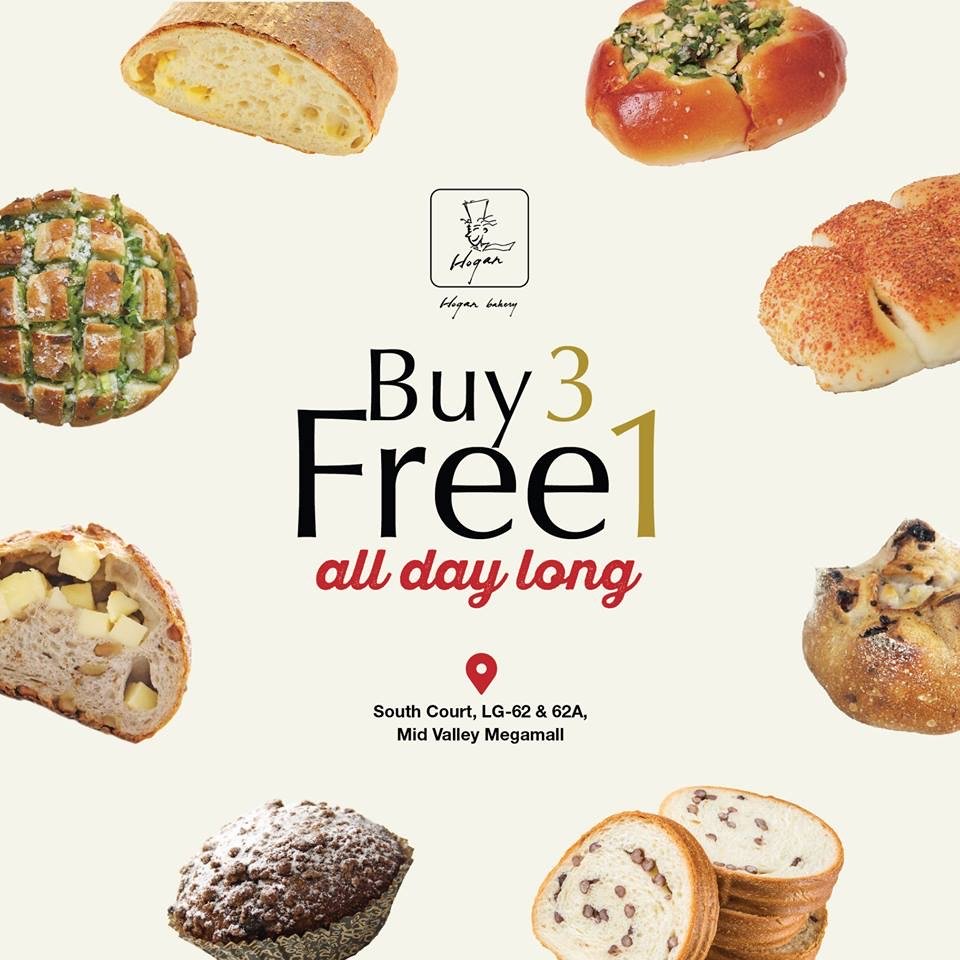 Hogan
Hogan bakery
Buy 3
Free 1
all day long
South Court, LG-62 & 62A,
Mid Valley Megamall